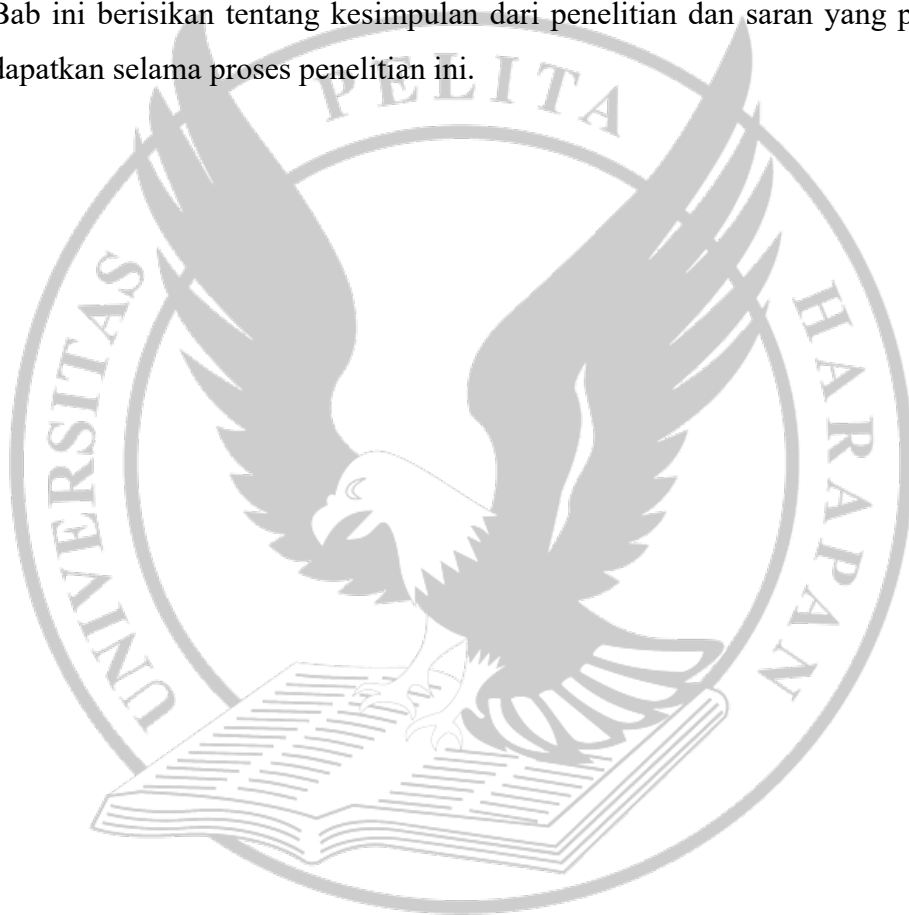 Bab ini berisikan tentang kesimpulan dari penelitian dan saran yang
dapatkan selama proses penelitian ini.
UNIVERSITAS PELITA HARAPAN